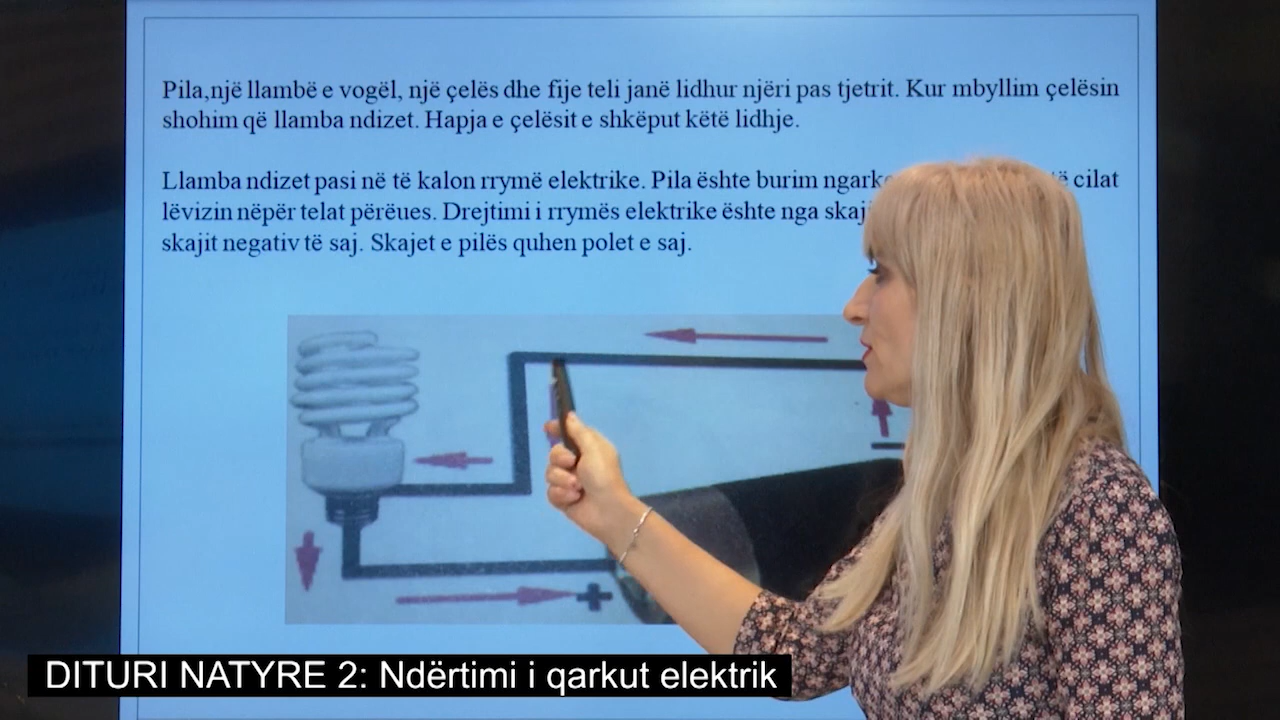 Pila,një llambë e vogël, një çelës dhe fije teli janë lidhur njëri pas tjetrit. Kur mbyllim çelësin
shohim që llamba ndizet. Hapja e çelësit e shkëput këtë lidhje.
Llamba ndizet pasi në të kalon rrymë elektrike. Pilaështe burim cilat
lëvizin nëpër telat përëues. Drejtimi i rrymës elektrike ështe nga
skajit negativ të saj. Skajet e pilës quhen polet e saj.
DITURI NATYRE 2: Ndërtimi i qarkut elektrik